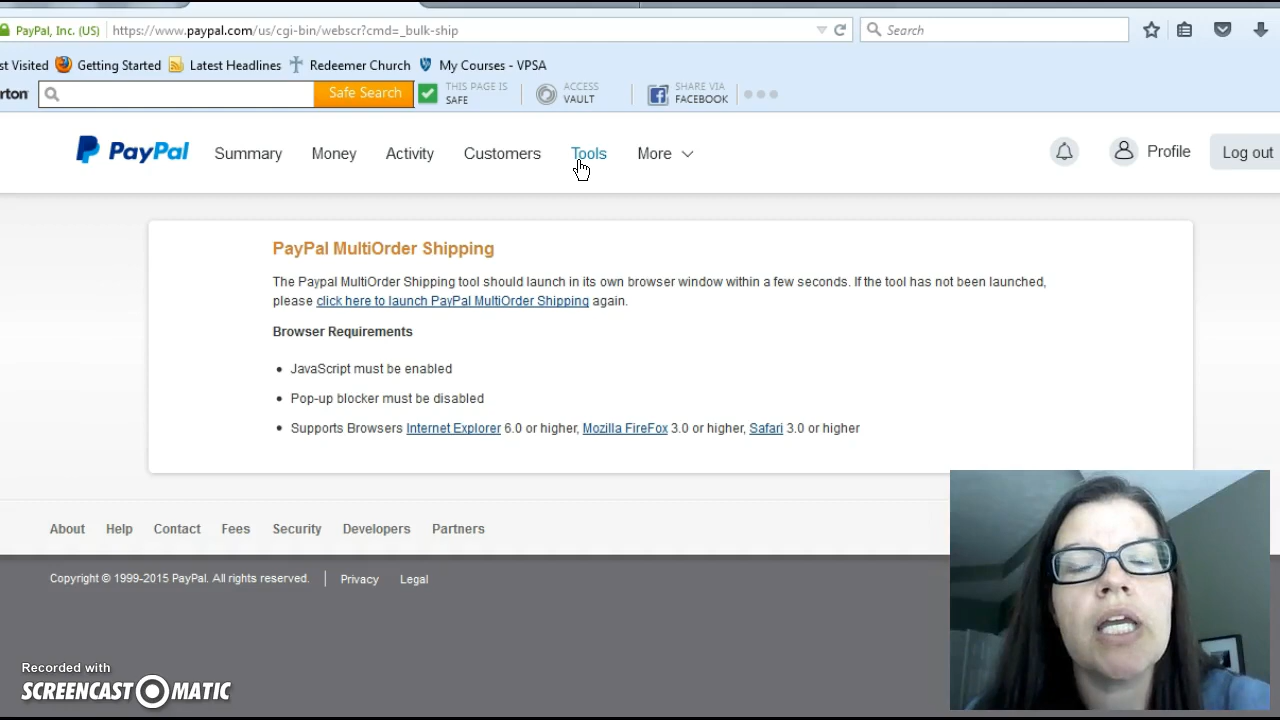 PayPal, Inc. (US) https://www.paypal.com/us/cgi-bin/webscr?cmd=_bulk-ship Search
st Visited Getting Started Latest Headlines Redeemer Church My Courses - VPSA
rton Safe Search THIS PAGE IS SAFE ACCESS VAULT SHARE VIA FACEBOOK
PayPal Summary Money Activity Customers Tools More Profile Log out
PayPal MultiOrder Shipping
The Paypal MultiOrder Shipping tool should launch in its own browser window within a few seconds. If the tool has not been launched,
please click here to launch PayPal MultiOrder Shipping again.
Browser Requirements
• JavaScript must be enabled
• Pop-up blocker must be disabled
• Supports Browsers Internet Explorer 6.0 or higher, Mozilla FireFox 3.0 or higher, Safari 3.0 or higher
About Help Contact Fees Security Developers Partners
Copyright © 1999-2015 PayPal. All rights reserved. | Privacy Legal
Recorded with
SCREENCAST-O-MATIC